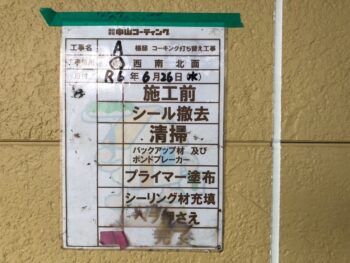 中山コーティング
工事名 A 様邸 コーキング打ち替え工事
西 南 北 面
R6 年 6 月 26 日 (水)
施工前
シール撤去
清掃
バックアップ材 及び
ボンドブレーカー
プライマー塗布
シーリング材充填
ヘラ押さえ
完了